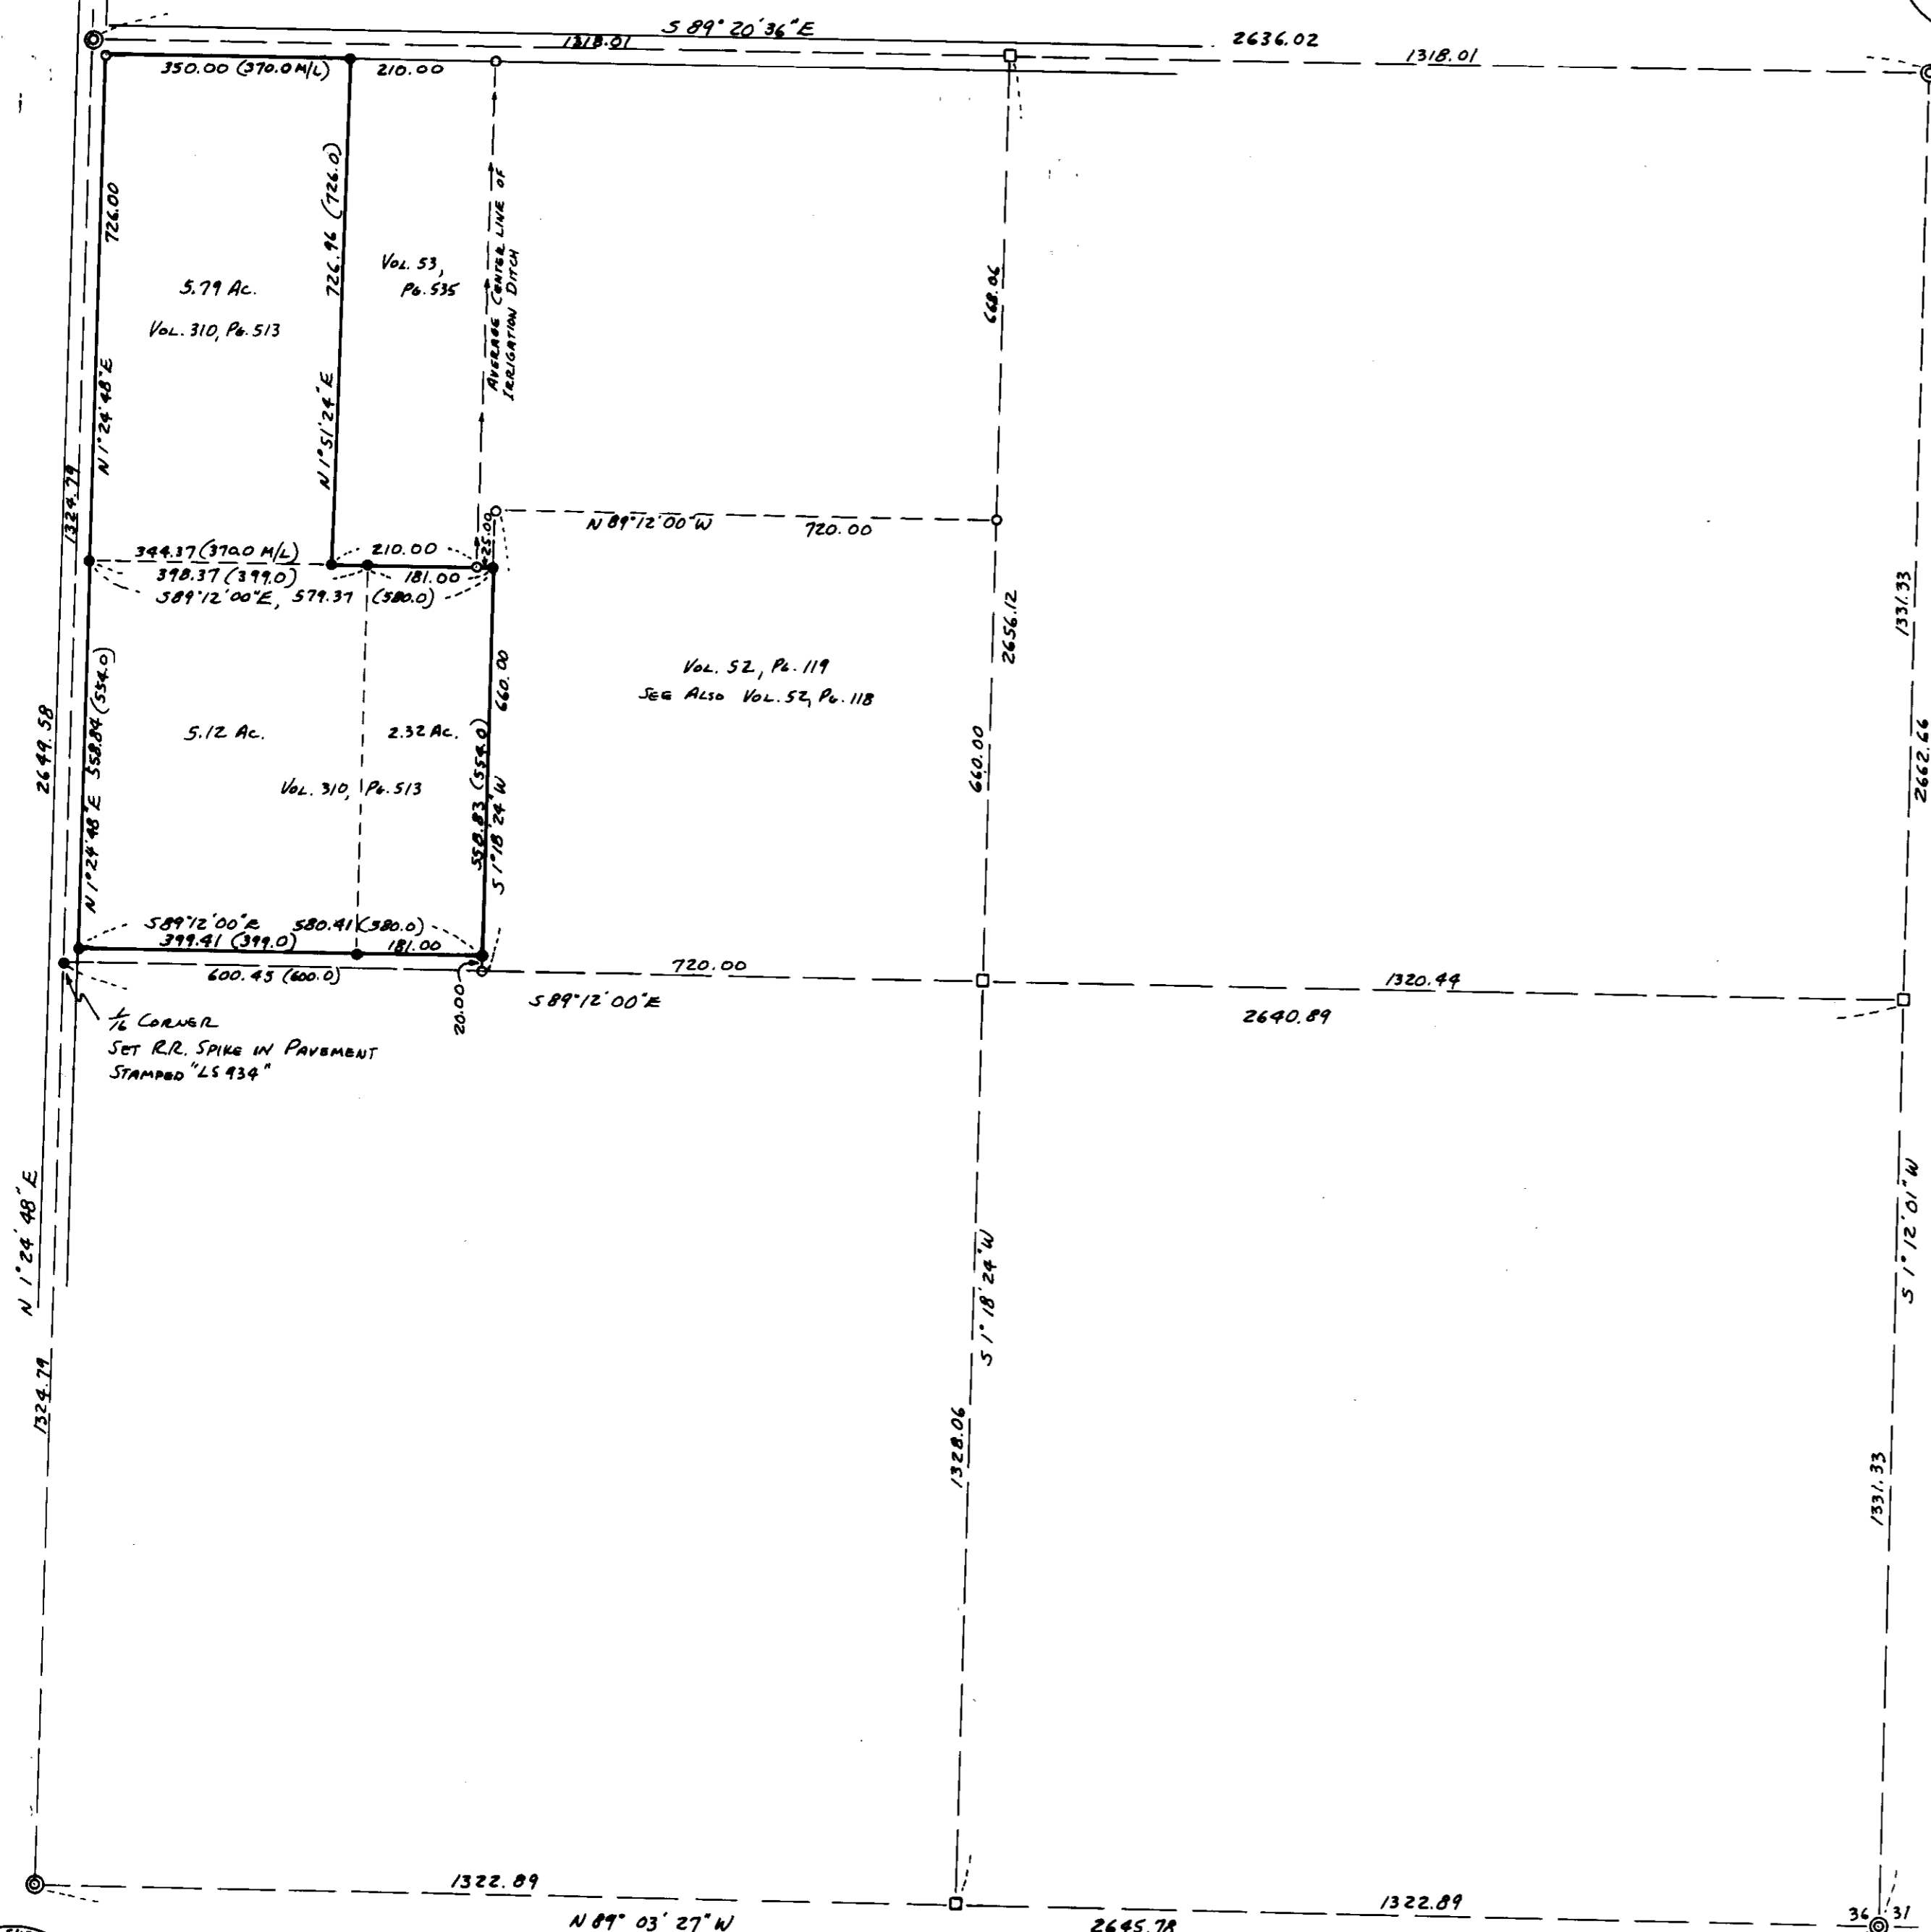 S 89° 20' 36" E
1318.01
2636.02
1318.01
350.00 (370.0 M/L)
210.00
726.00
N 1° 24' 48" E
1324.79
726.96 (726.0)
N 1° 51' 24" E
VOL. 53,
PG. 535
AVERAGE CENTER LINE OF
IRRIGATION DITCH
5.79 AC.
VOL. 310, PG. 513
668.06
N 89° 12' 00" W
720.00
25.00
344.37 (370.0 M/L)
210.00
398.37 (399.0)
181.00
S 89° 12' 00" E, 579.37 (580.0)
2656.12
1331.33
660.00
VOL. 52, PG. 119
SEE ALSO VOL. 52, PG. 118
N 1° 24' 48" E 558.84 (554.0)
2649.58
5.12 AC.
2.32 AC.
558.83 (554.0)
S 1° 18' 24" W
660.00
2662.66
VOL. 310, PG. 513
S 89° 12' 00" E 580.41 (580.0)
399.41 (399.0)
181.00
600.45 (600.0)
20.00
720.00
S 89° 12' 00" E
1320.44
2640.89
1/16 CORNER
SET R.R. SPIKE IN PAVEMENT
STAMPED "LS 934"
N 1° 24' 48" E
S 1° 18' 24" W
S 1° 12' 01" W
1324.79
1328.06
1331.33
1322.89
1322.89
N 89° 03' 27" W
2645.78
36
31